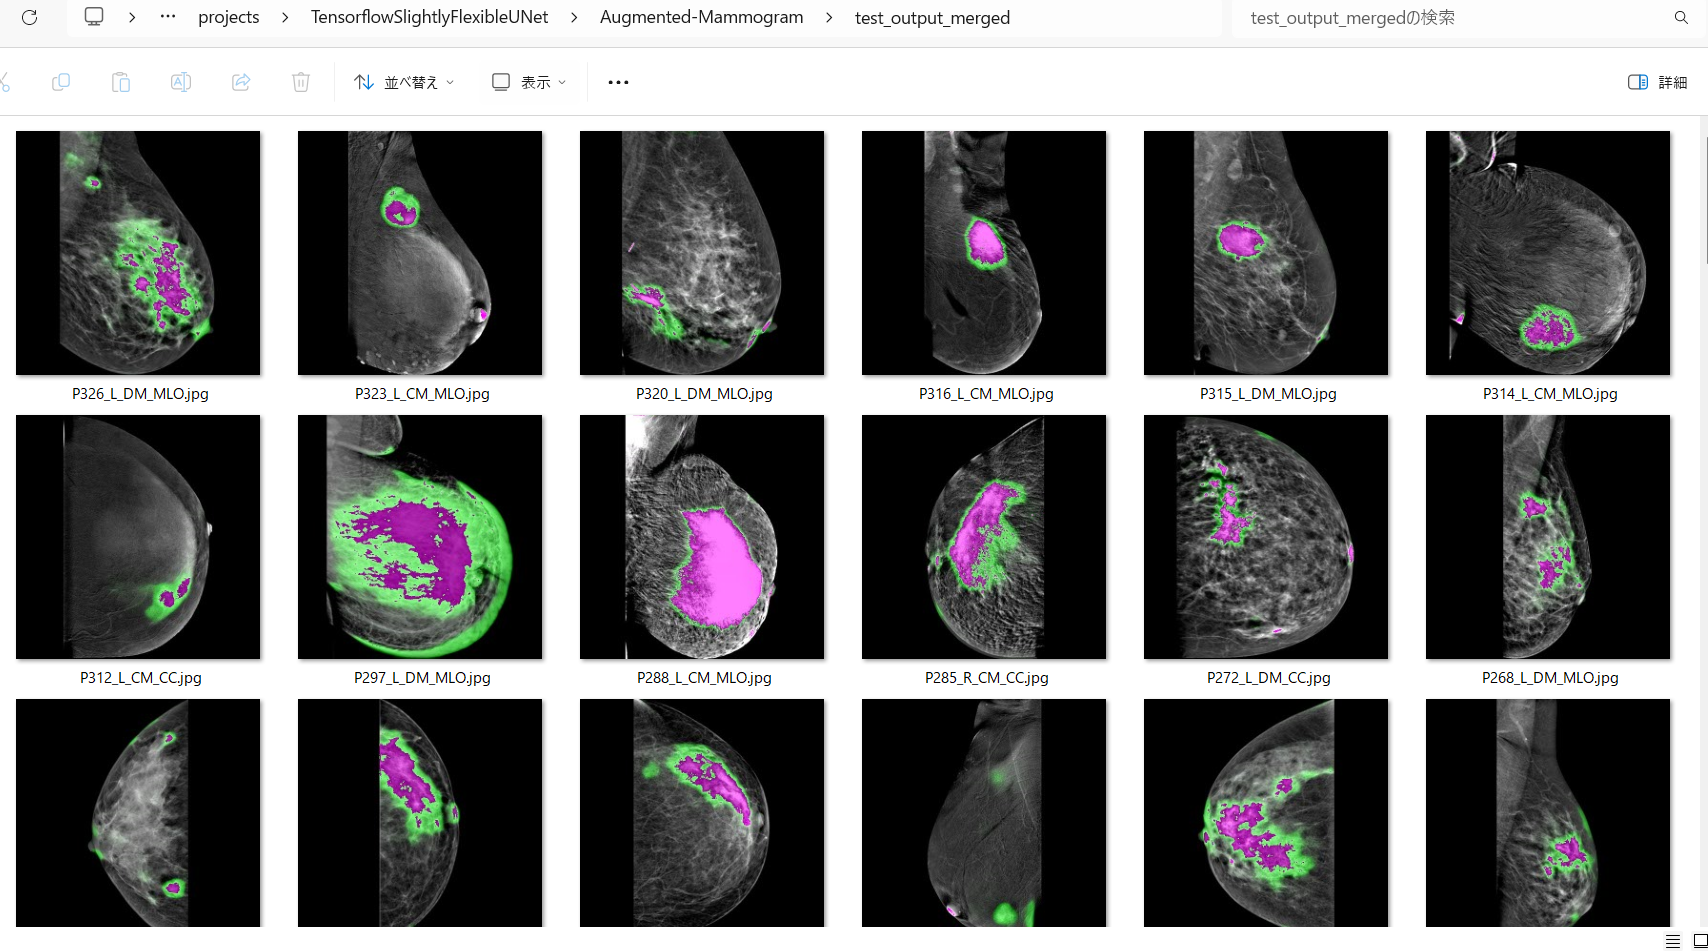 projects > TensorflowSlightlyFlexibleUNet > Augmented-Mammogram > test_output_merged test_output_mergedの検索
並べ替え 表示 詳細
P326_L_DM_MLO.jpg P323_L_CM_MLO.jpg P320_L_DM_MLO.jpg P316_L_CM_MLO.jpg P315_L_DM_MLO.jpg P314_L_CM_MLO.jpg
P312_L_CM_CC.jpg P297_L_DM_MLO.jpg P288_L_CM_MLO.jpg P285_R_CM_CC.jpg P272_L_DM_CC.jpg P268_L_DM_MLO.jpg